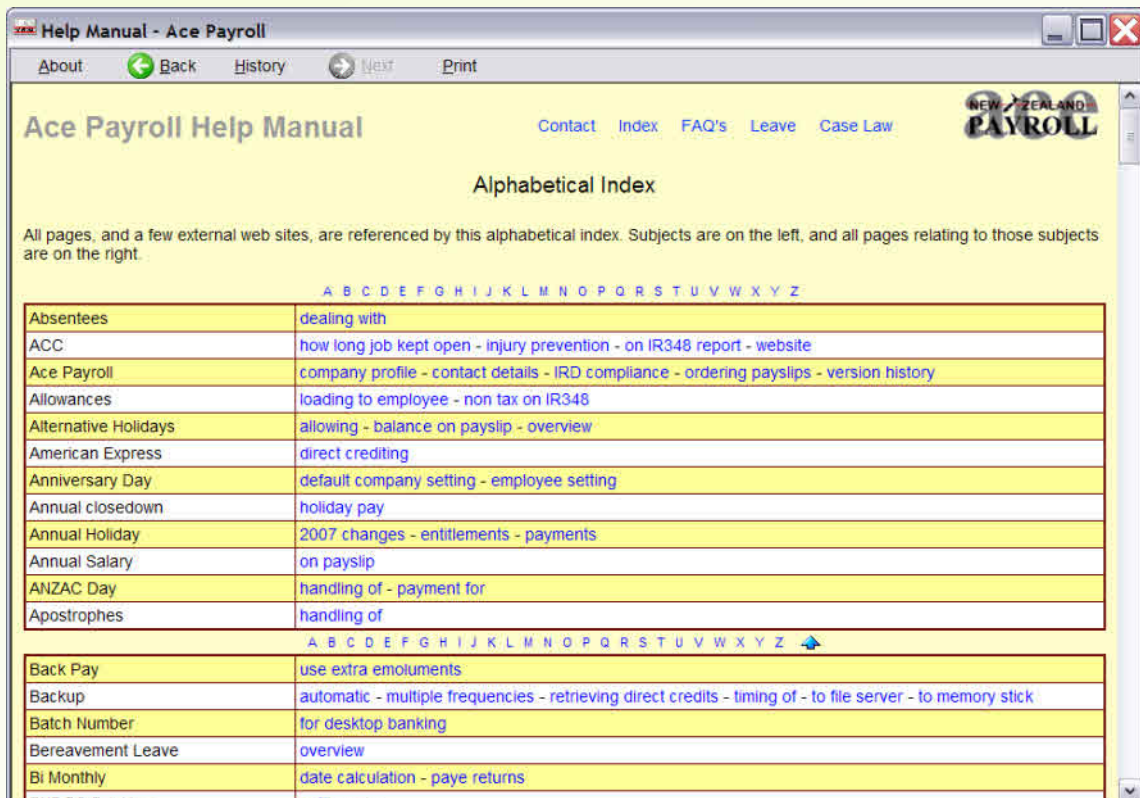 Help Manual - Ace Payroll
About Back History Next Print
Ace Payroll Help Manual Contact Index FAQ's Leave Case Law NEW ZEALAND
PAYROLL
Alphabetical Index
All pages, and a few external web sites, are referenced by this alphabetical index. Subjects are on the left, and all pages relating to those subjects
are on the right.
A B C D E F G H I J K L M N O P Q R S T U V W X Y Z
Absentees dealing with
ACC how long job kept open - injury prevention - on IR348 report - website
Ace Payroll company profile - contact details - IRD compliance - ordering payslips - version history
Allowances loading to employee - non tax on IR348
Alternative Holidays allowing - balance on payslip - overview
American Express direct crediting
Anniversary Day default company setting - employee setting
Annual closedown holiday pay
Annual Holiday 2007 changes - entitlements - payments
Annual Salary on payslip
ANZAC Day handling of - payment for
Apostrophes handling of
A B C D E F G H I J K L M N O P Q R S T U V W X Y Z
Back Pay use extra emoluments
Backup automatic - multiple frequencies - retrieving direct credits - timing of - to file server - to memory stick
Batch Number for desktop banking
Bereavement Leave overview
Bi Monthly date calculation - paye returns